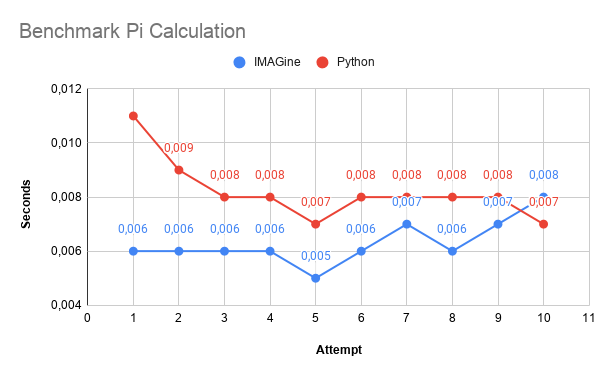 Benchmark Pi Calculation
IMAGine Python
0,012
0,010
0,008
0,006
0,004
Seconds
0,009
0,008 0,008 0,007 0,008 0,008 0,008 0,008 0,007
0,006 0,006 0,006 0,006 0,005 0,006 0,007 0,006 0,007 0,008
0 1 2 3 4 5 6 7 8 9 10 11
Attempt